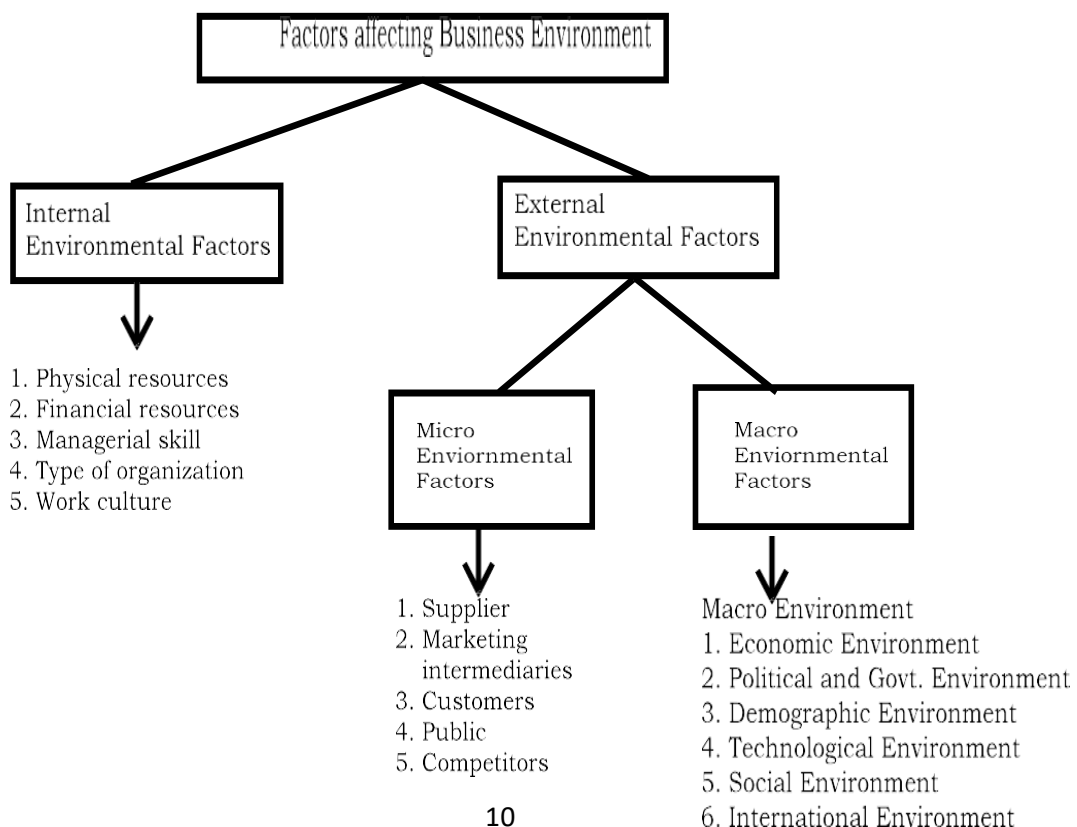 Factors affecting Business Environment
Internal
Environmental Factors
External
Environmental Factors
1. Physical resources
2. Financial resources
3. Managerial skill
4. Type of organization
5. Work culture
Micro
Enviornmental
Factors
Macro
Enviornmental
Factors
1. Supplier
2. Marketing
intermediaries
3. Customers
4. Public
5. Competitors
Macro Environment
1. Economic Environment
2. Political and Govt. Environment
3. Demographic Environment
4. Technological Environment
5. Social Environment
6. International Environment
10